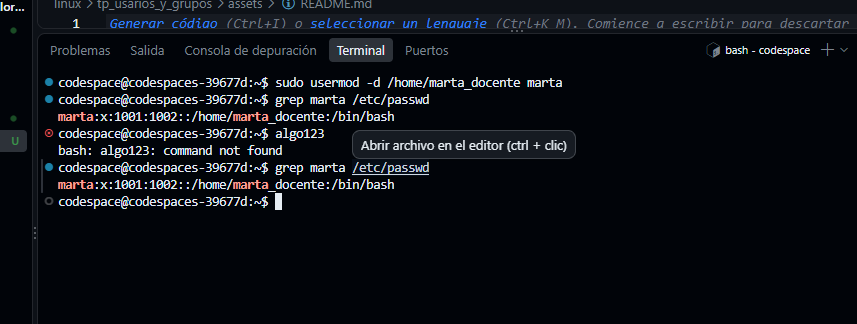 lor...
linux > tp_usarios_y_grupos > assets > README.md
1 Generar código (Ctrl+I) o seleccionar un lenguaje (Ctrl+K M). Comience a escribir para descartar
Problemas Salida Consola de depuración Terminal Puertos bash - codespace
codespace@codespaces-39677d:~$ sudo usermod -d /home/marta_docente marta
codespace@codespaces-39677d:~$ grep marta /etc/passwd
marta:x:1001:1002::/home/marta_docente:/bin/bash
codespace@codespaces-39677d:~$ algo123
bash: algo123: command not found
Abrir archivo en el editor (ctrl + clic)
codespace@codespaces-39677d:~$ grep marta /etc/passwd
marta:x:1001:1002::/home/marta_docente:/bin/bash
codespace@codespaces-39677d:~$
U